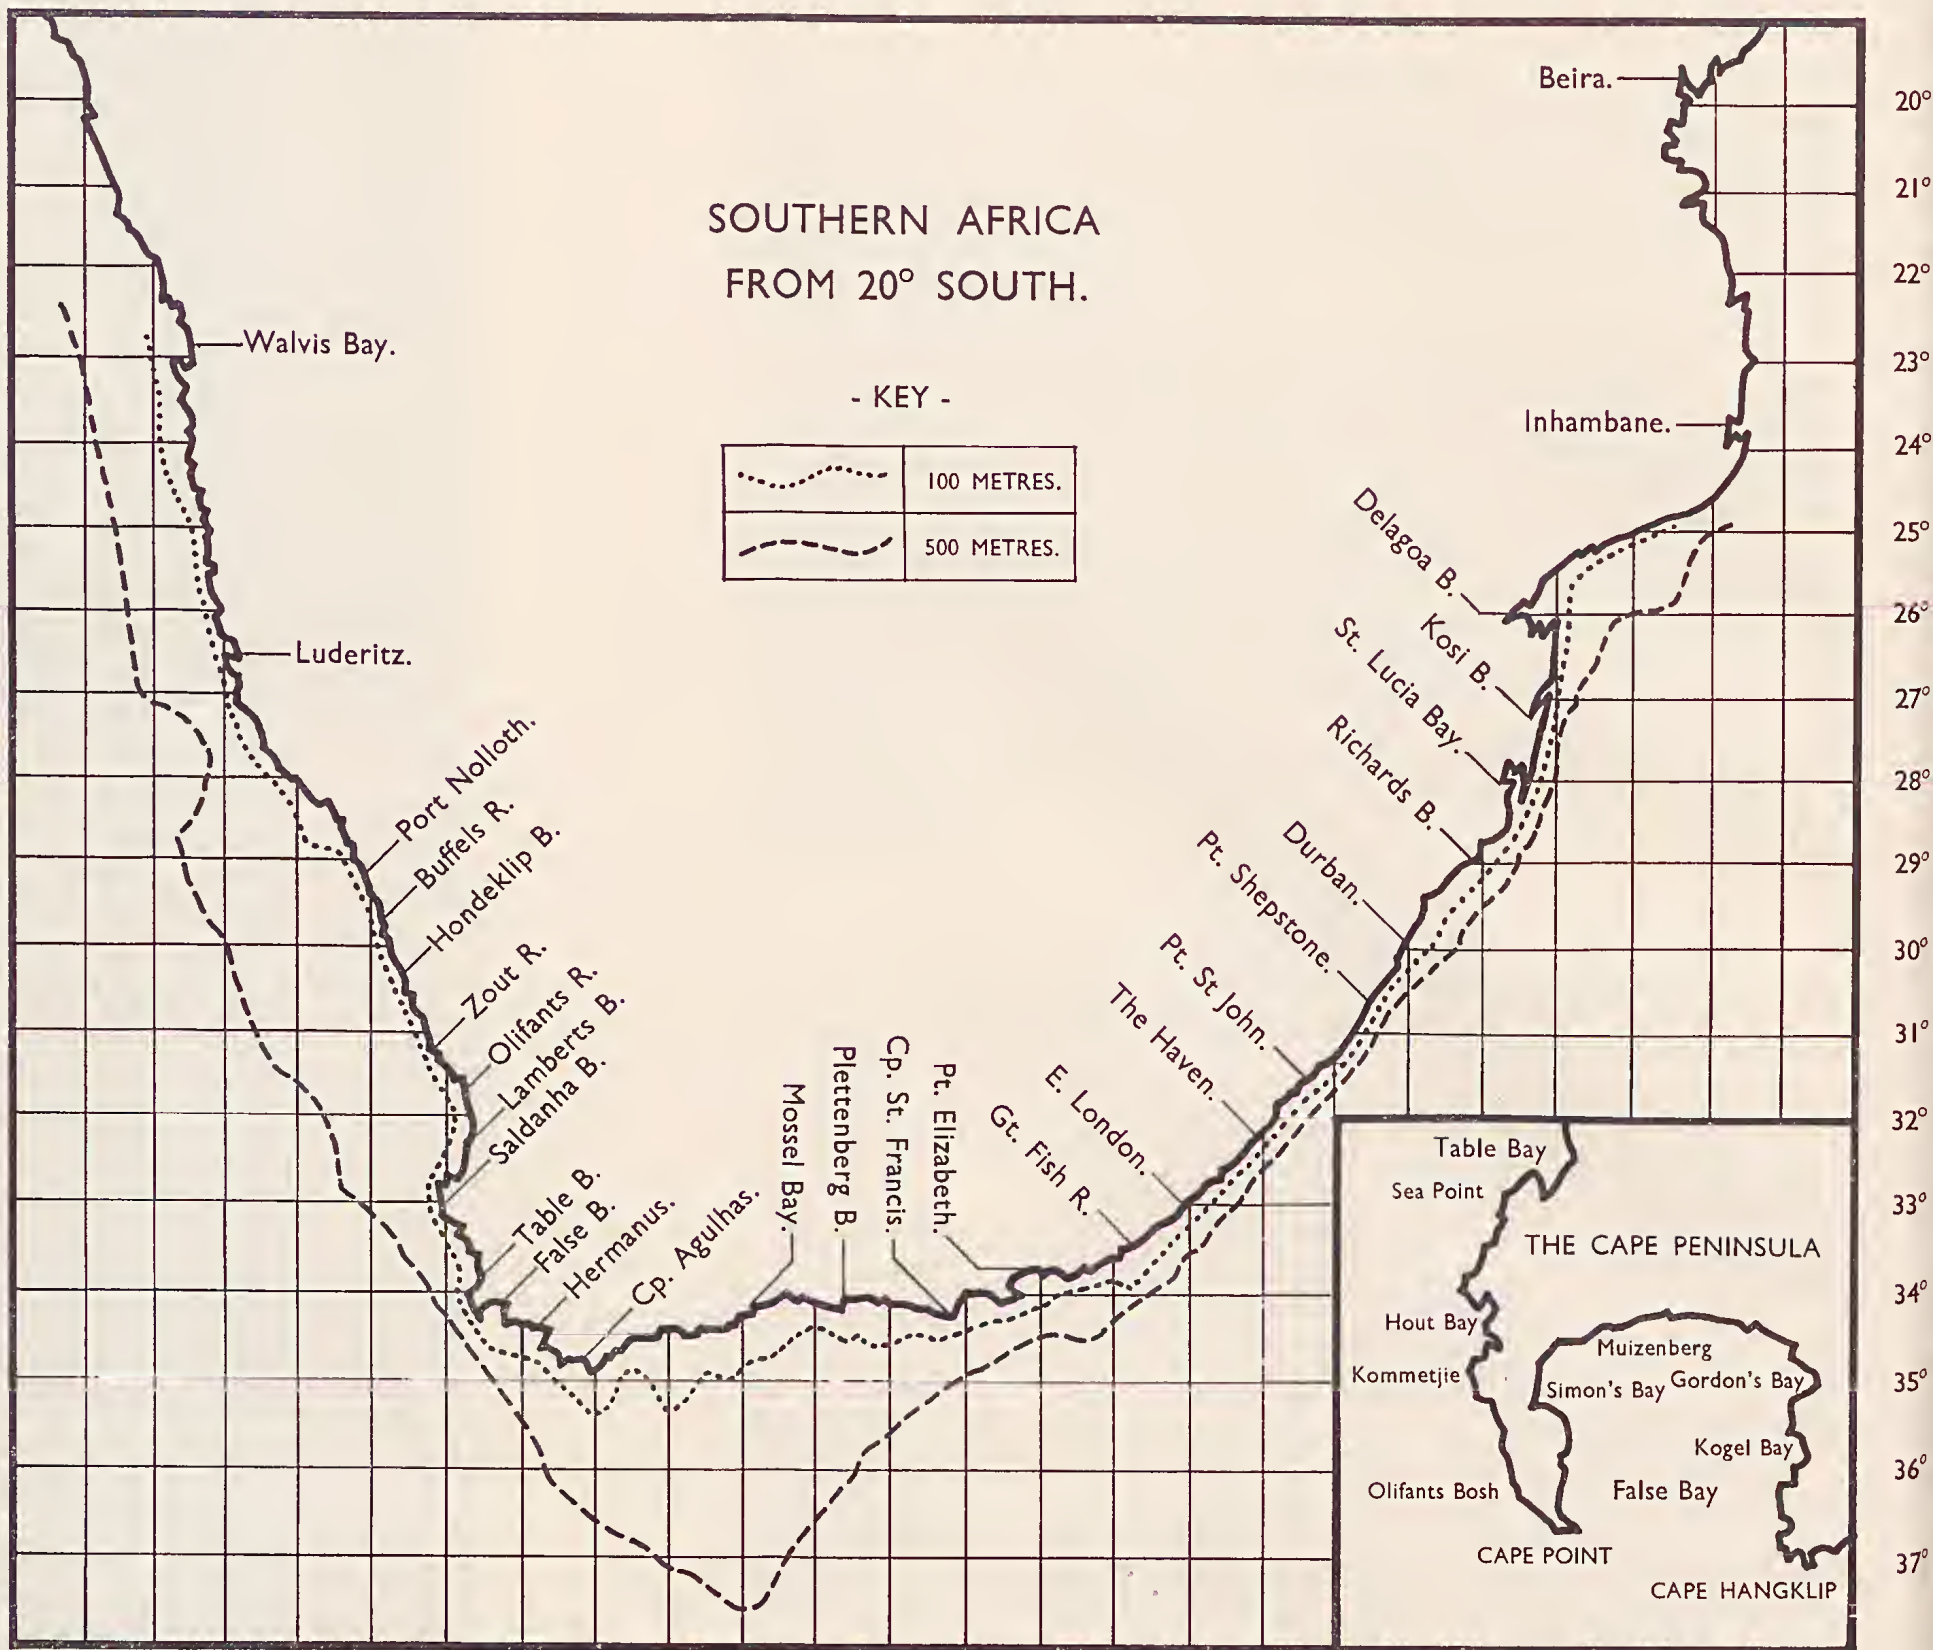 SOUTHERN AFRICA
FROM 20° SOUTH.
- KEY -
100 METRES.
500 METRES.
Walvis Bay.
Luderitz.
Port Nolloth.
Buffels R.
Hondeklip B.
Zout R.
Olifants R.
Lamberts B.
Saldanha B.
Table B.
False B.
Hermanus.
Cp. Agulhas.
Mossel Bay.
Plettenberg B.
Cp. St. Francis.
Pt. Elizabeth.
Gt. Fish R.
E. London.
The Haven.
Pt. St John.
Pt. Shepstone.
Durban.
Richards B.
St. Lucia Bay.
Kosi B.
Delagoa B.
Inhambane.
Beira.
20°
21°
22°
23°
24°
25°
26°
27°
28°
29°
30°
31°
32°
33°
34°
35°
36°
37°
Table Bay
Sea Point
THE CAPE PENINSULA
Hout Bay
Muizenberg
Kommetjie
Simon's Bay
Gordon's Bay
Kogel Bay
Olifants Bosh
False Bay
CAPE POINT
CAPE HANGKLIP